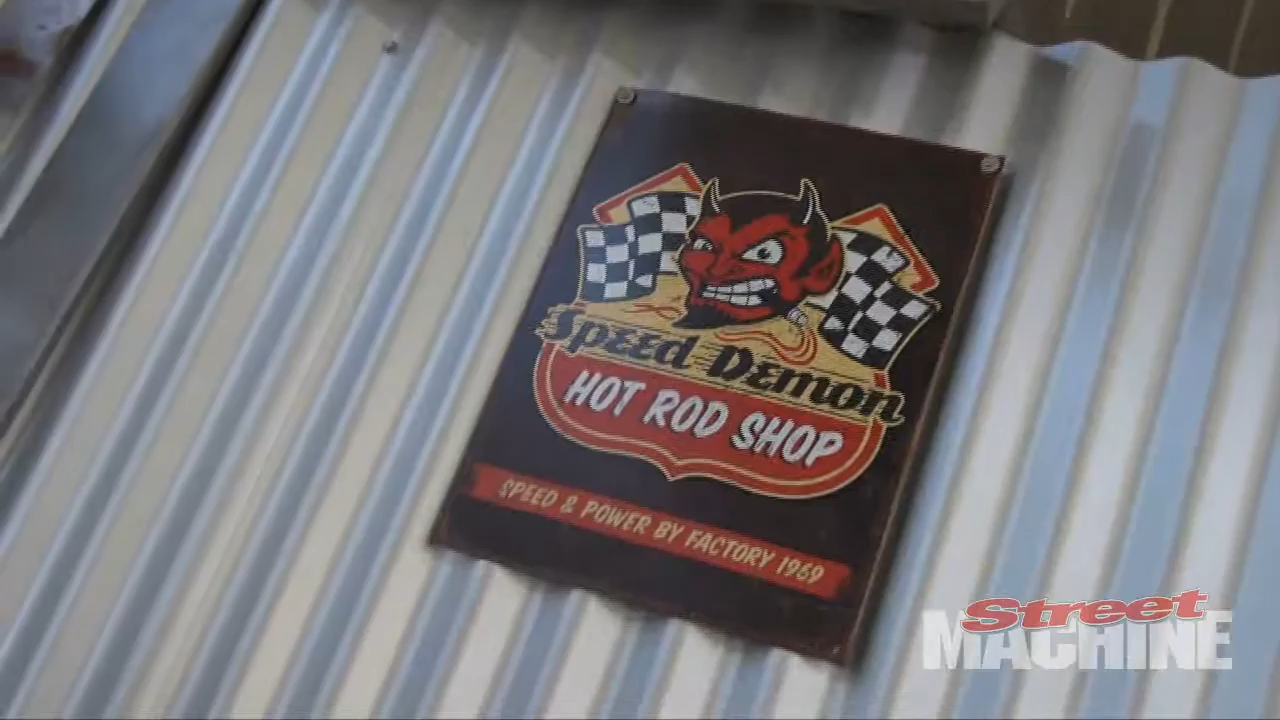 Speed Demon
HOT ROD SHOP
SPEED & POWER BY FACTORY 1969
Street
MACHINE